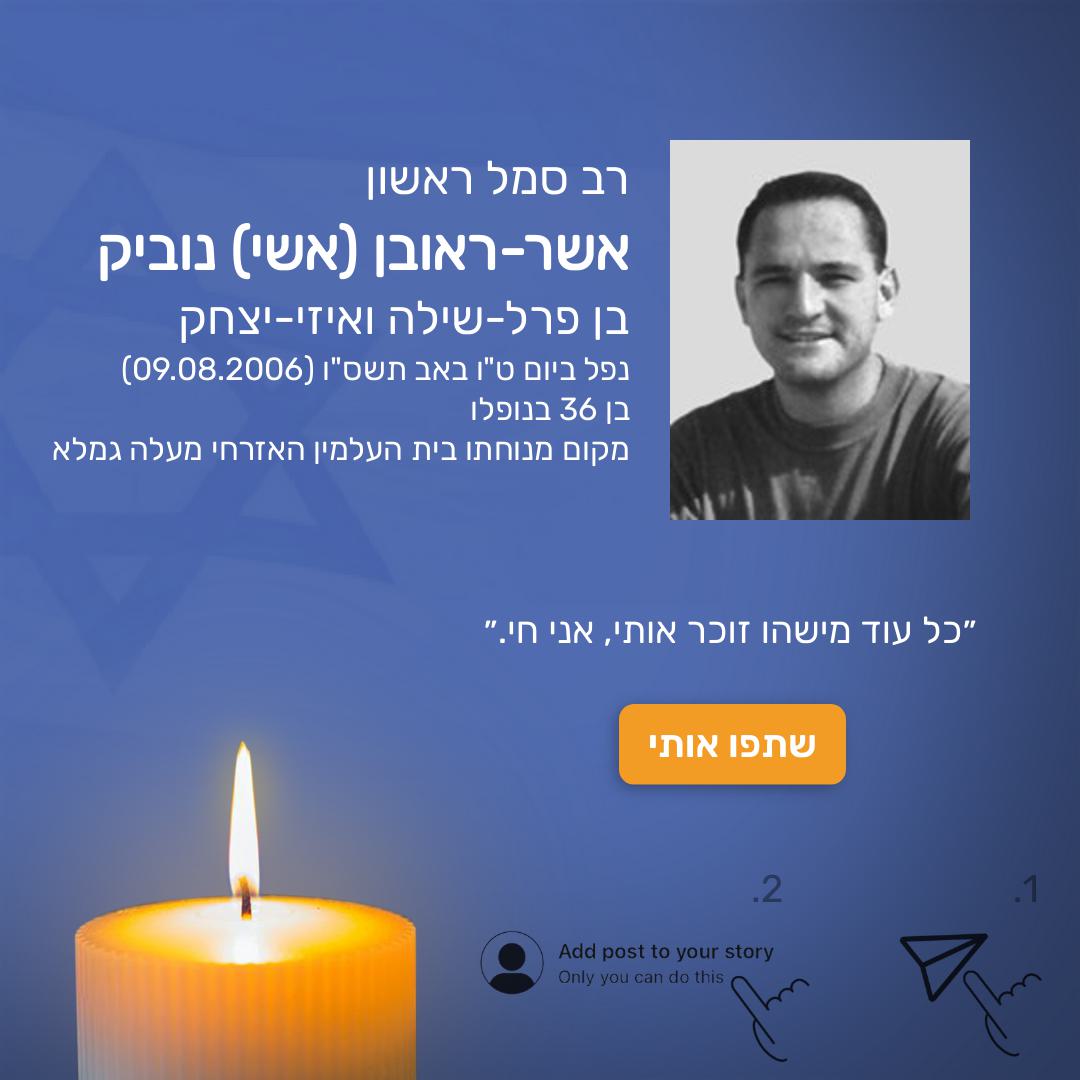 רב סמל ראשון
אשר-ראובן (אשי) נוביק
בן פרל-שילה ואיזי-יצחק
נפל ביום ט"ו באב תשס"ו (09.08.2006)
בן 36 בנופלו
מקום מנוחתו בית העלמין האזרחי מעלה גמלא
״כל עוד מישהו זוכר אותי, אני חי.״
שתפו אותי
1.
2.
Add post to your story
Only you can do this